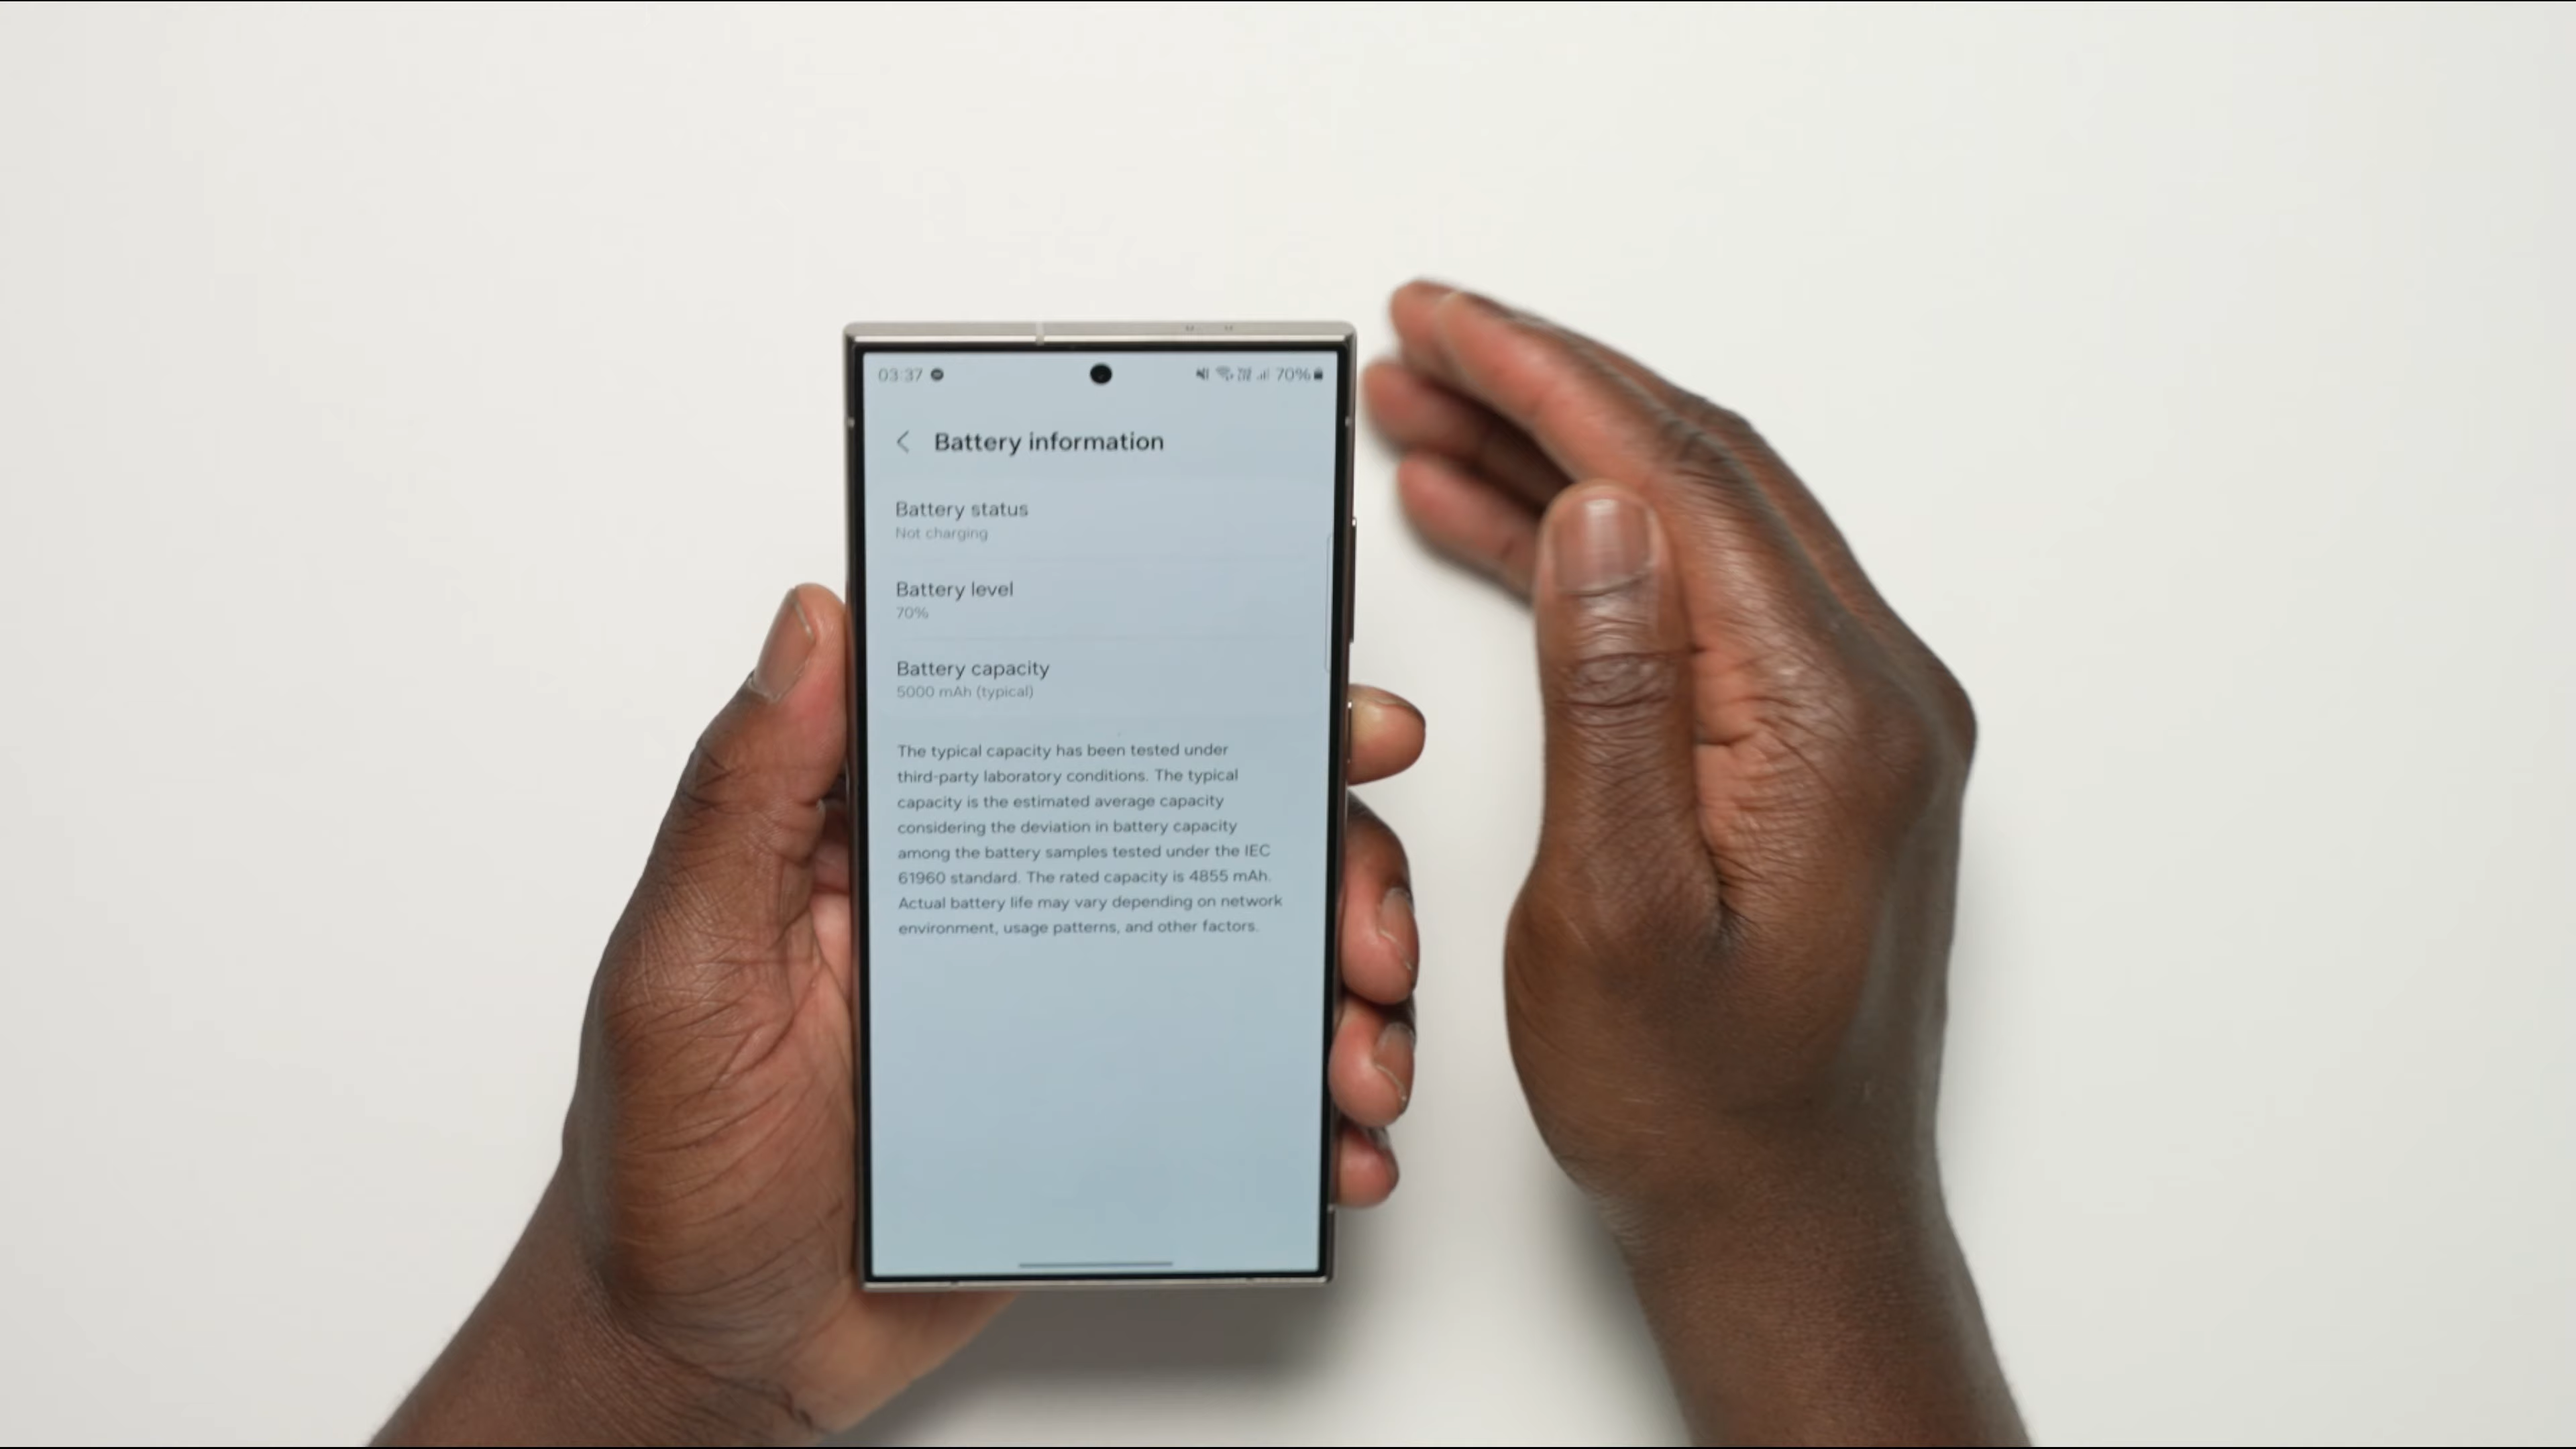 03:37
70%
Battery information
Battery status
Not charging
Battery level
70%
Battery capacity
5000 mAh (typical)
The typical capacity has been tested under
third-party laboratory conditions. The typical
capacity is the estimated average capacity
considering the deviation in battery capacity
among the battery samples tested under the IEC
61960 standard. The rated capacity is 4855 mAh.
Actual battery life may vary depending on network
environment, usage patterns, and other factors.